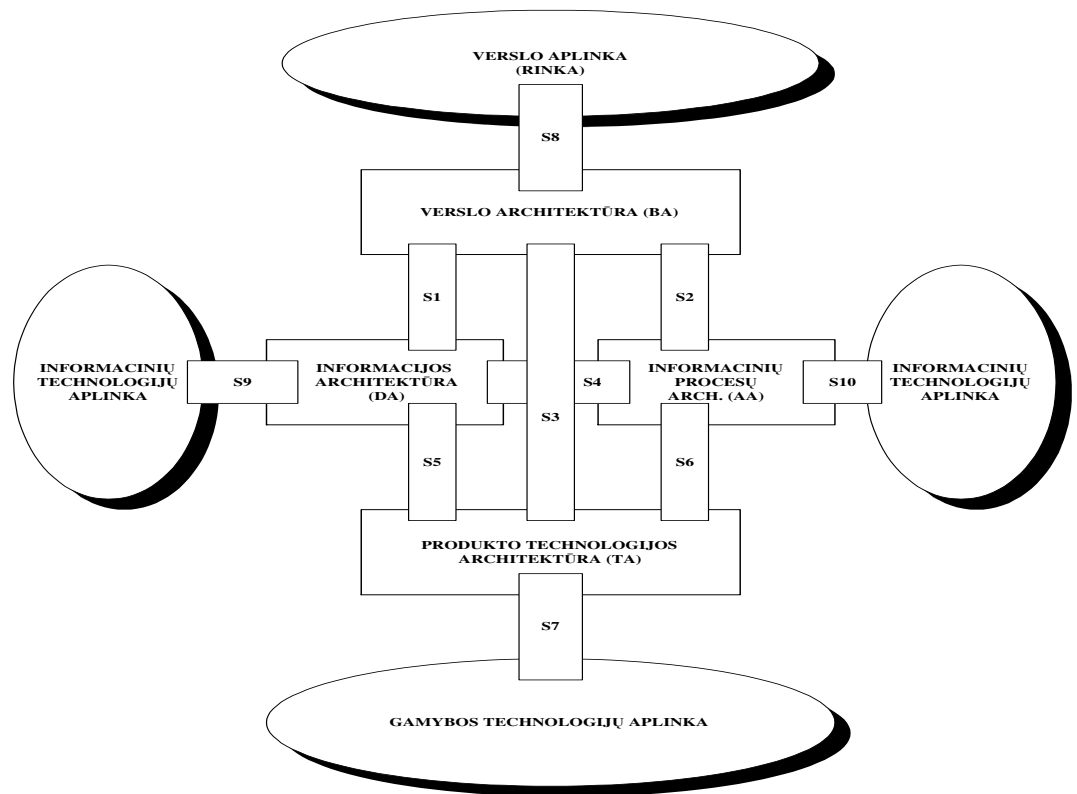 VERSLO APLINKA
(RINKA)
S8
VERSLO ARCHITEKTŪRA (BA)
S1
S2
INFORMACINIŲ
TECHNOLOGIJŲ
APLINKA
S9
INFORMACIJOS
ARCHITEKTŪRA
(DA)
S3
S4
INFORMACINIŲ
PROCESŲ
ARCH. (AA)
S10
INFORMACINIŲ
TECHNOLOGIJŲ
APLINKA
S5
S6
PRODUKTO TECHNOLOGIJOS
ARCHITEKTŪRA (TA)
S7
GAMYBOS TECHNOLOGIJŲ APLINKA